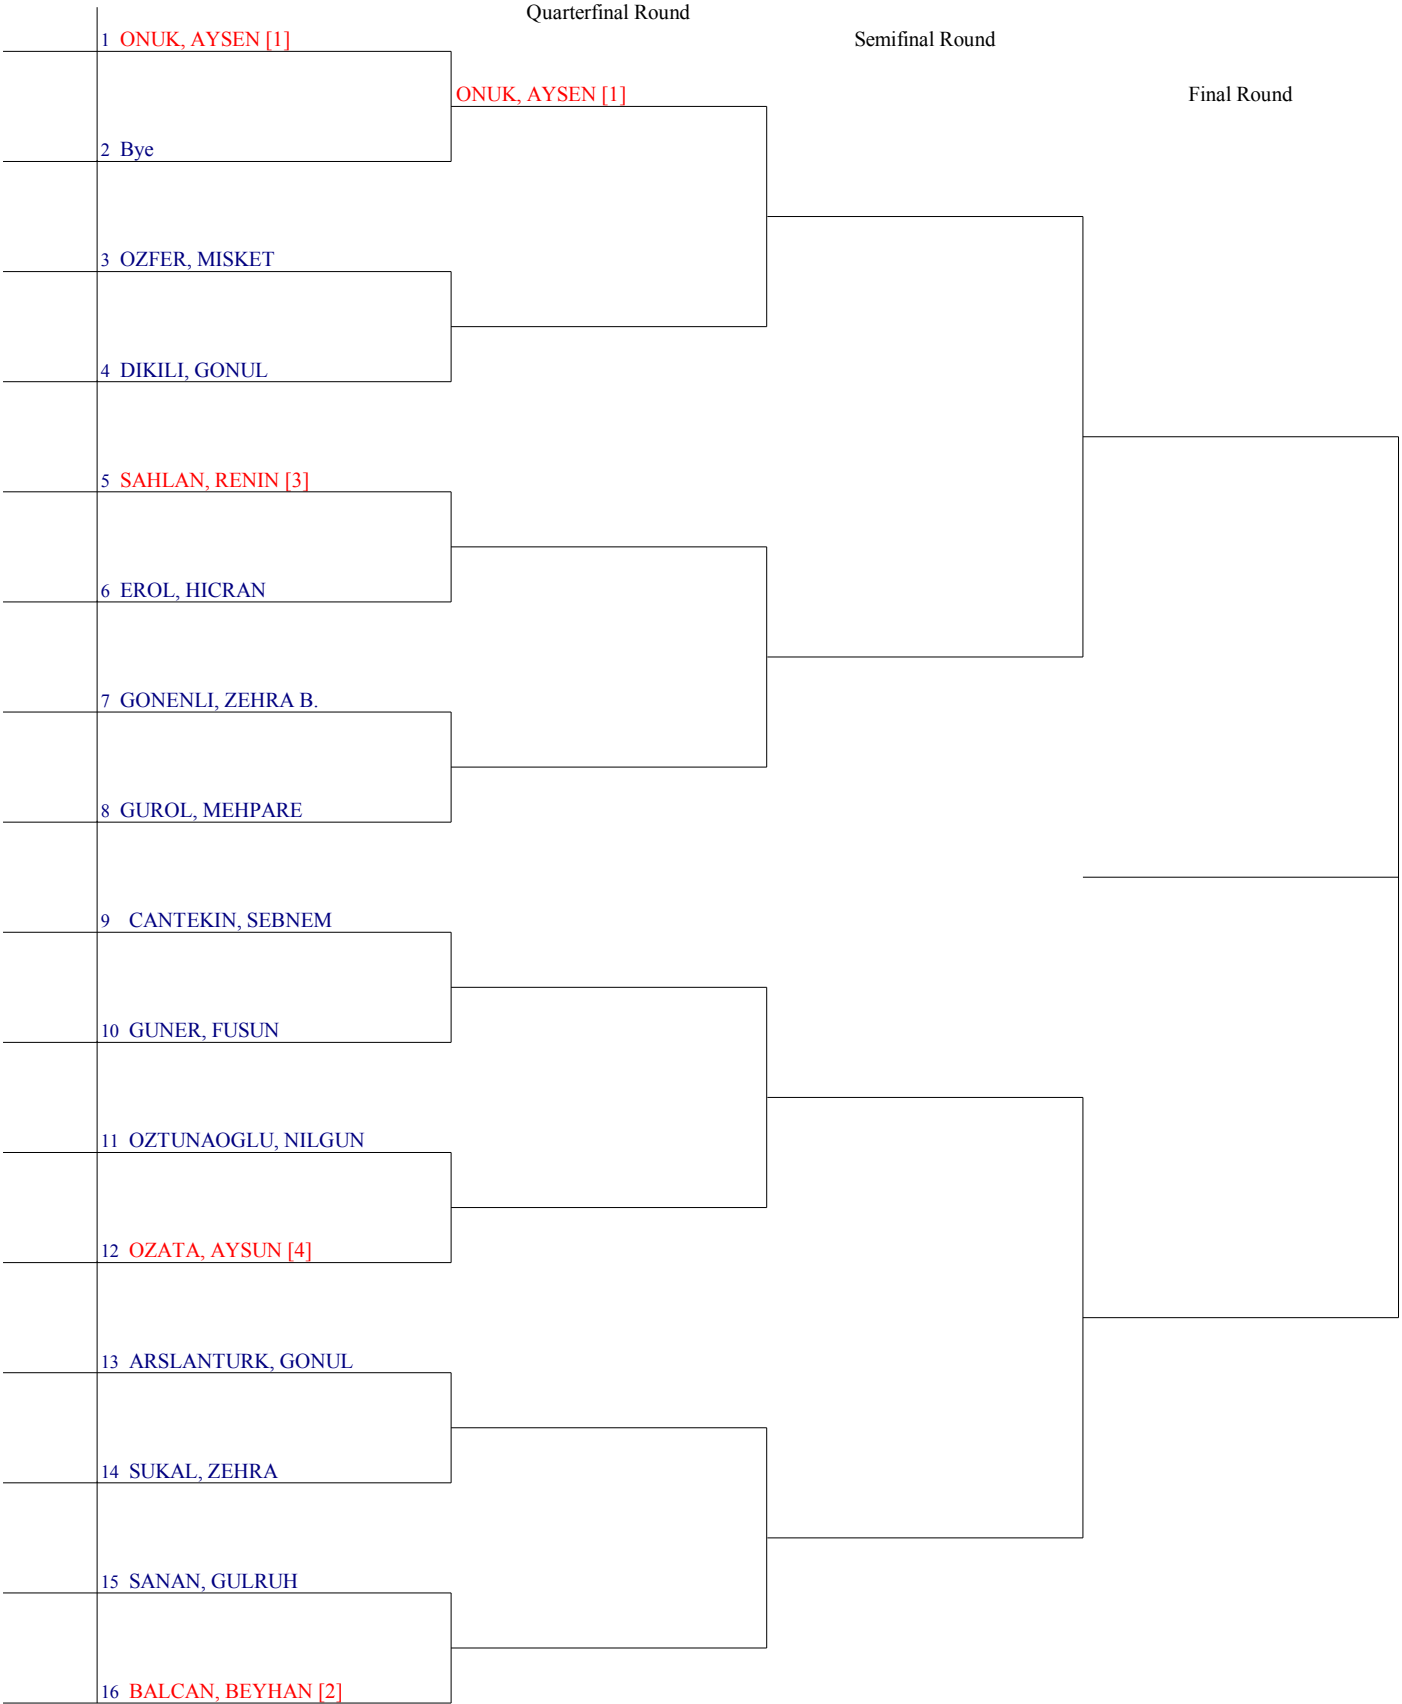 Quarterfinal Round
1 ONUK, AYSEN [1]
Semifinal Round
ONUK, AYSEN [1]
Final Round
2 Bye
3 OZFER, MISKET
4 DIKILI, GONUL
5 SAHLAN, RENIN [3]
6 EROL, HICRAN
7 GONENLI, ZEHRA B.
8 GUROL, MEHPARE
9 CANTEKIN, SEBNEM
10 GUNER, FUSUN
11 OZTUNAOGLU, NILGUN
12 OZATA, AYSUN [4]
13 ARSLANTURK, GONUL
14 SUKAL, ZEHRA
15 SANAN, GULRUH
16 BALCAN, BEYHAN [2]